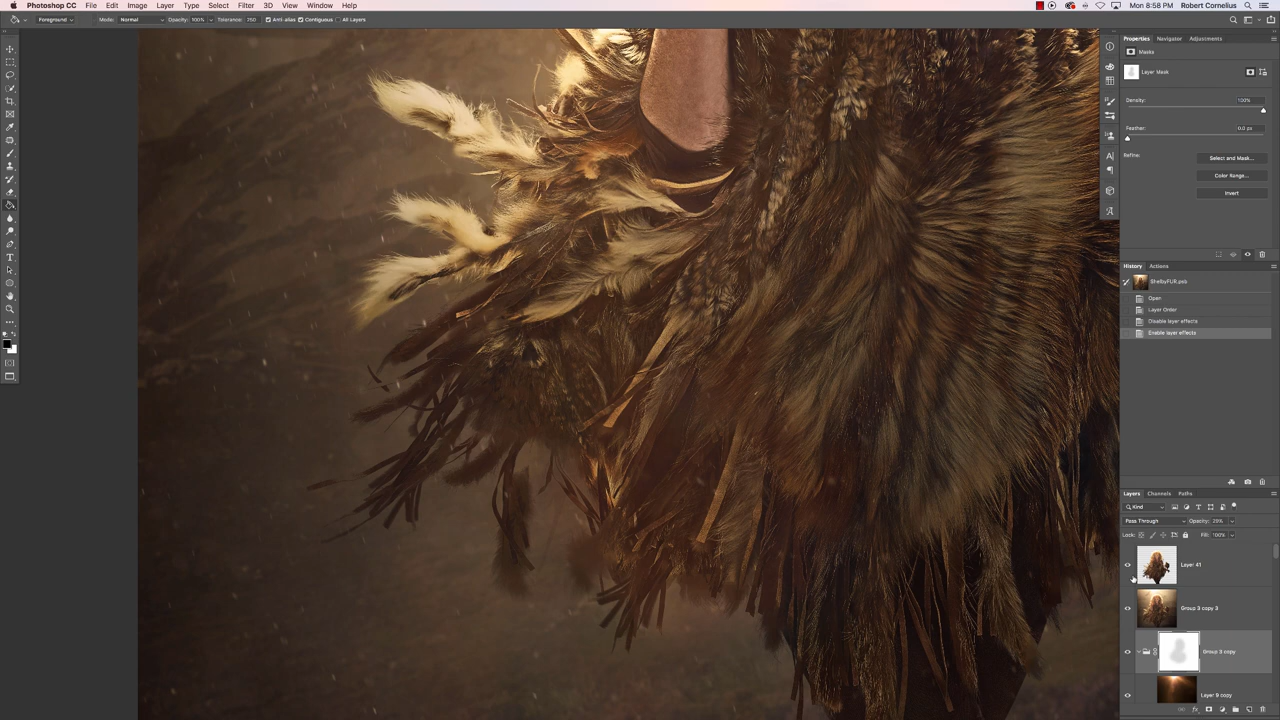 Photoshop CC File Edit Image Layer Type Select Filter 3D View Window Help Mon 8:58 PM Robert Cornelius
Foreground Mode: Normal Opacity: 100% Tolerance: 250 Anti-alias Contiguous All Layers
Properties Navigator Adjustments
Masks
Layer Mask
Density: 100%
Feather: 0.0 px
Refine: Select and Mask...
Color Range...
Invert
History Actions
ShelbyFUR.psb
Open
Layer Order
Disable layer effects
Enable layer effects
Layers Channels Paths
Kind
Pass Through Opacity: 29%
Lock: Fill: 100%
Layer 41
Group 3 copy 3
Group 3 copy
Layer 9 copy